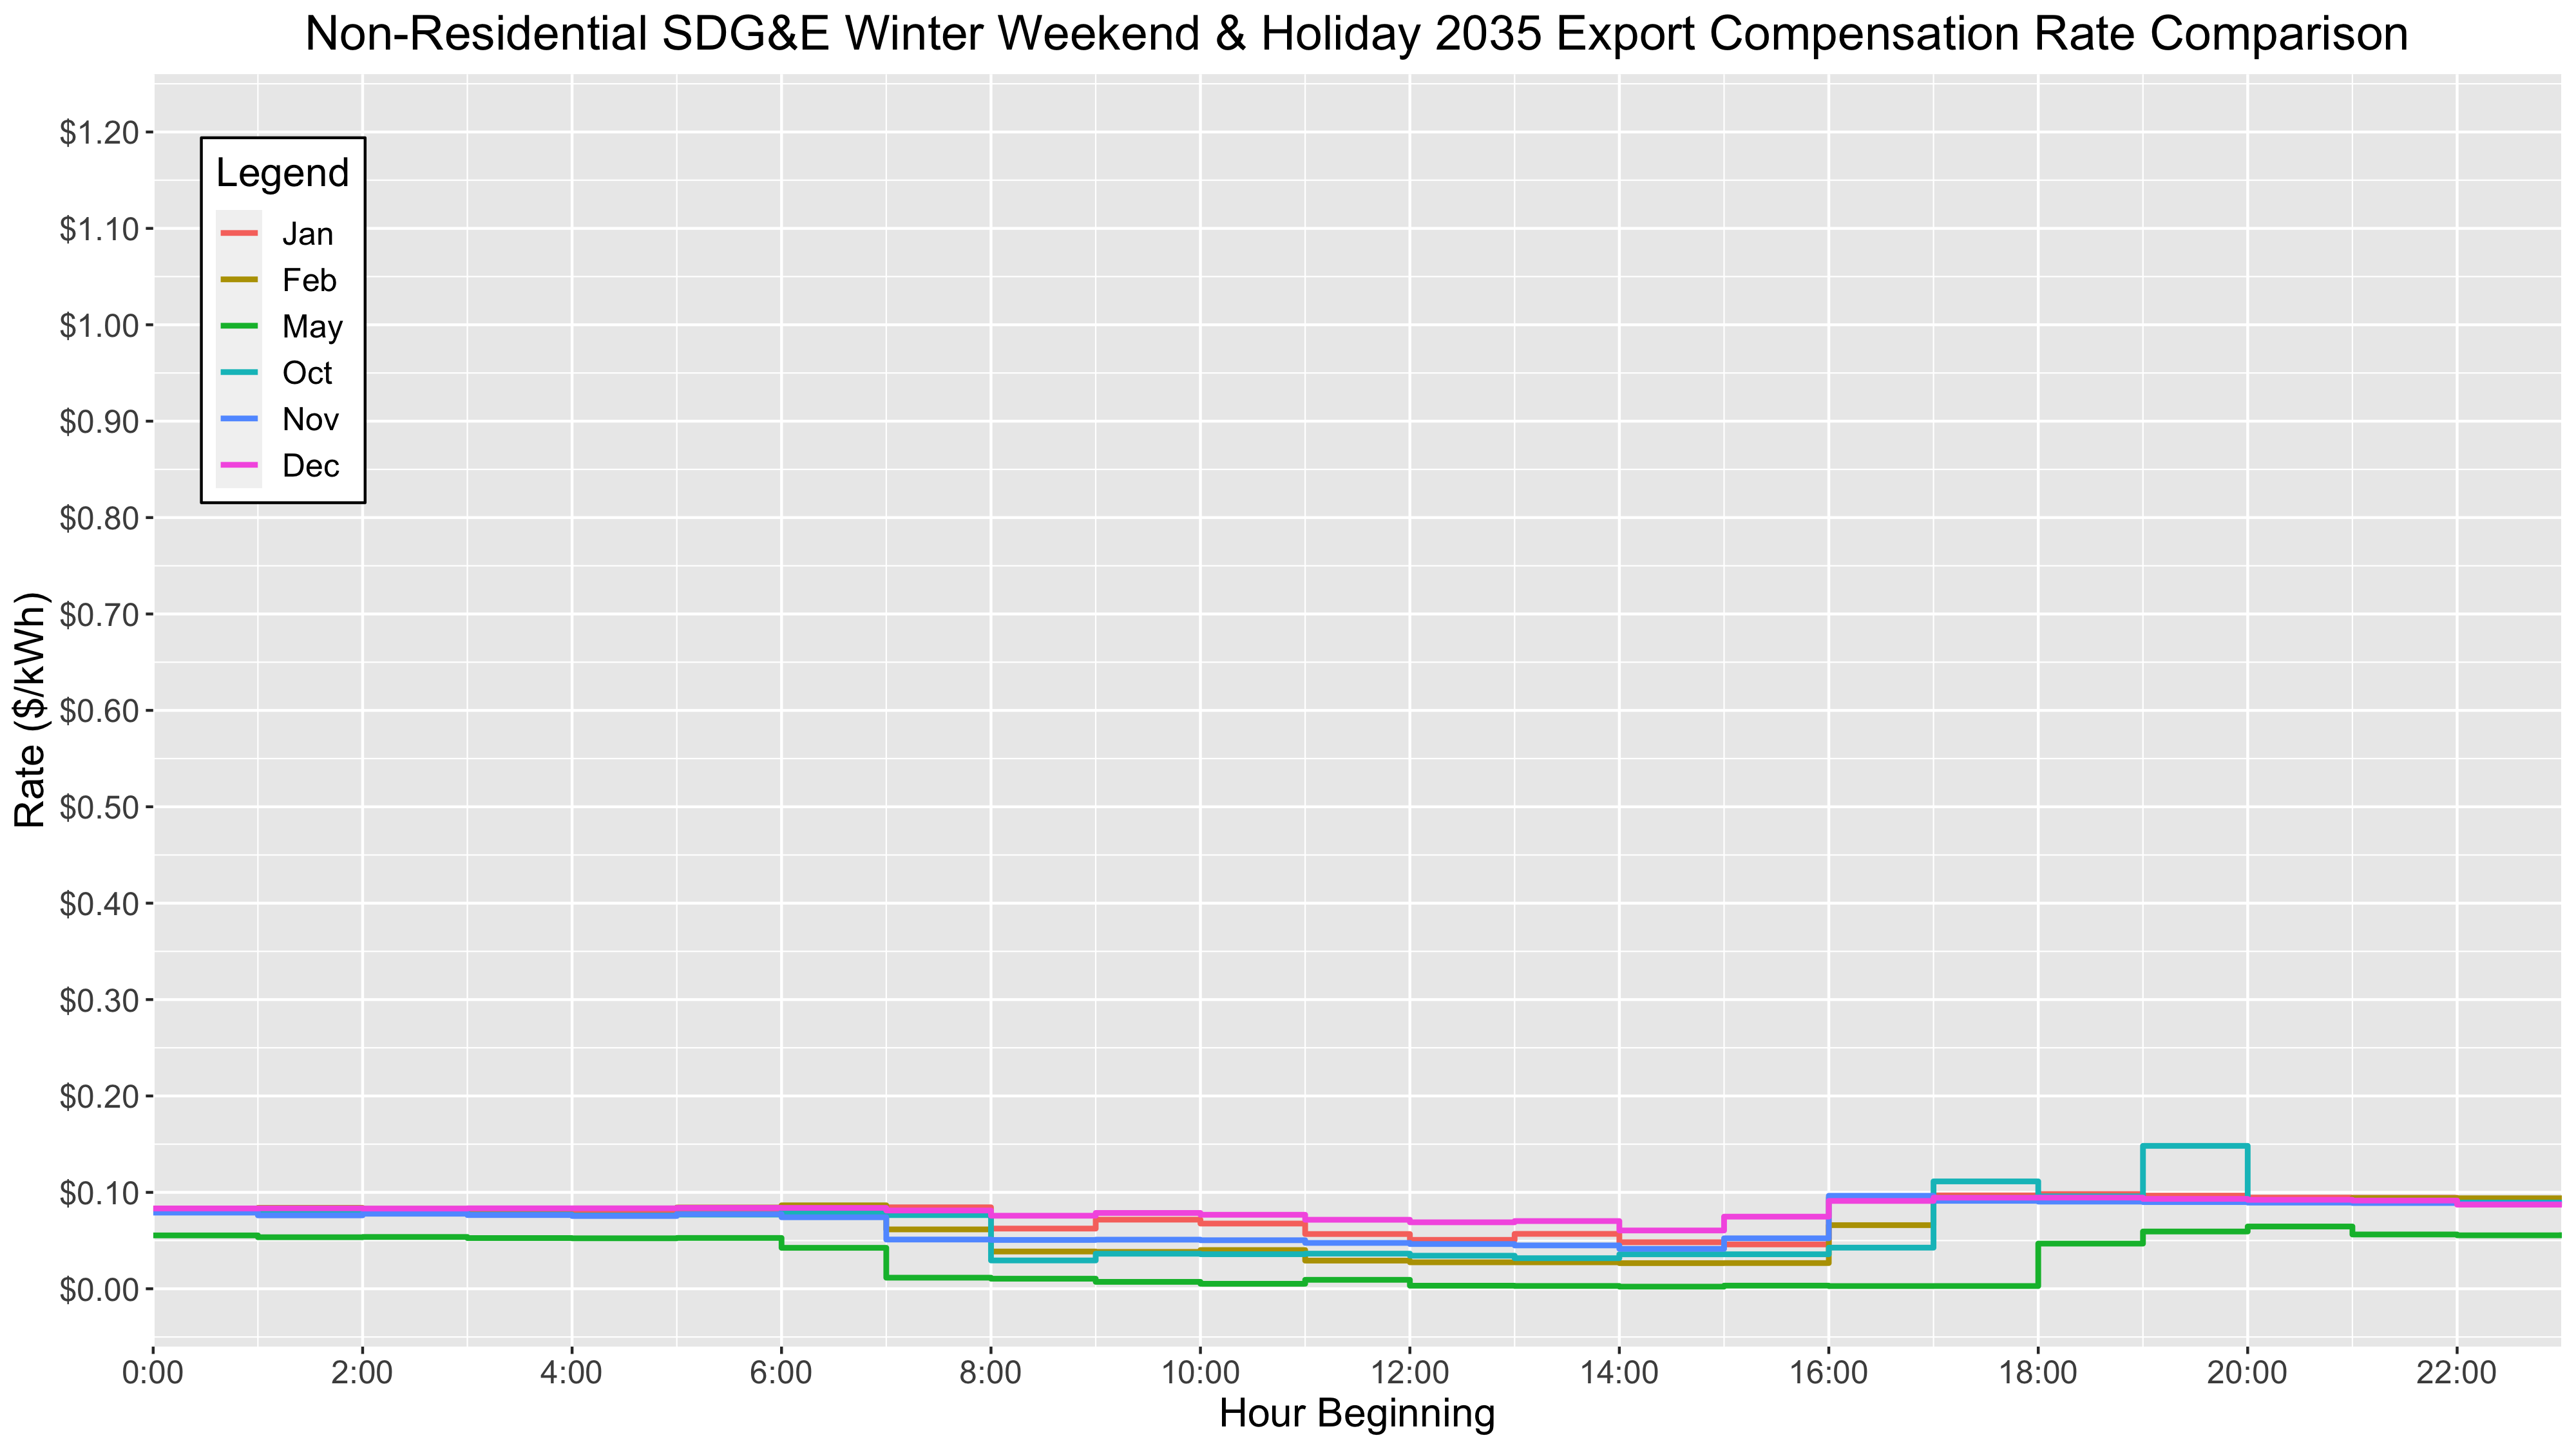 Non-Residential SDG&E Winter Weekend & Holiday 2035 Export Compensation Rate Comparison
$1.20
$1.10
$1.00
$0.90
$0.80
$0.70
$0.60
$0.50
$0.40
$0.30
$0.20
$0.10
$0.00
Rate ($/kWh)
Legend
Jan
Feb
May
Oct
Nov
Dec
0:00 2:00 4:00 6:00 8:00 10:00 12:00 14:00 16:00 18:00 20:00 22:00
Hour Beginning